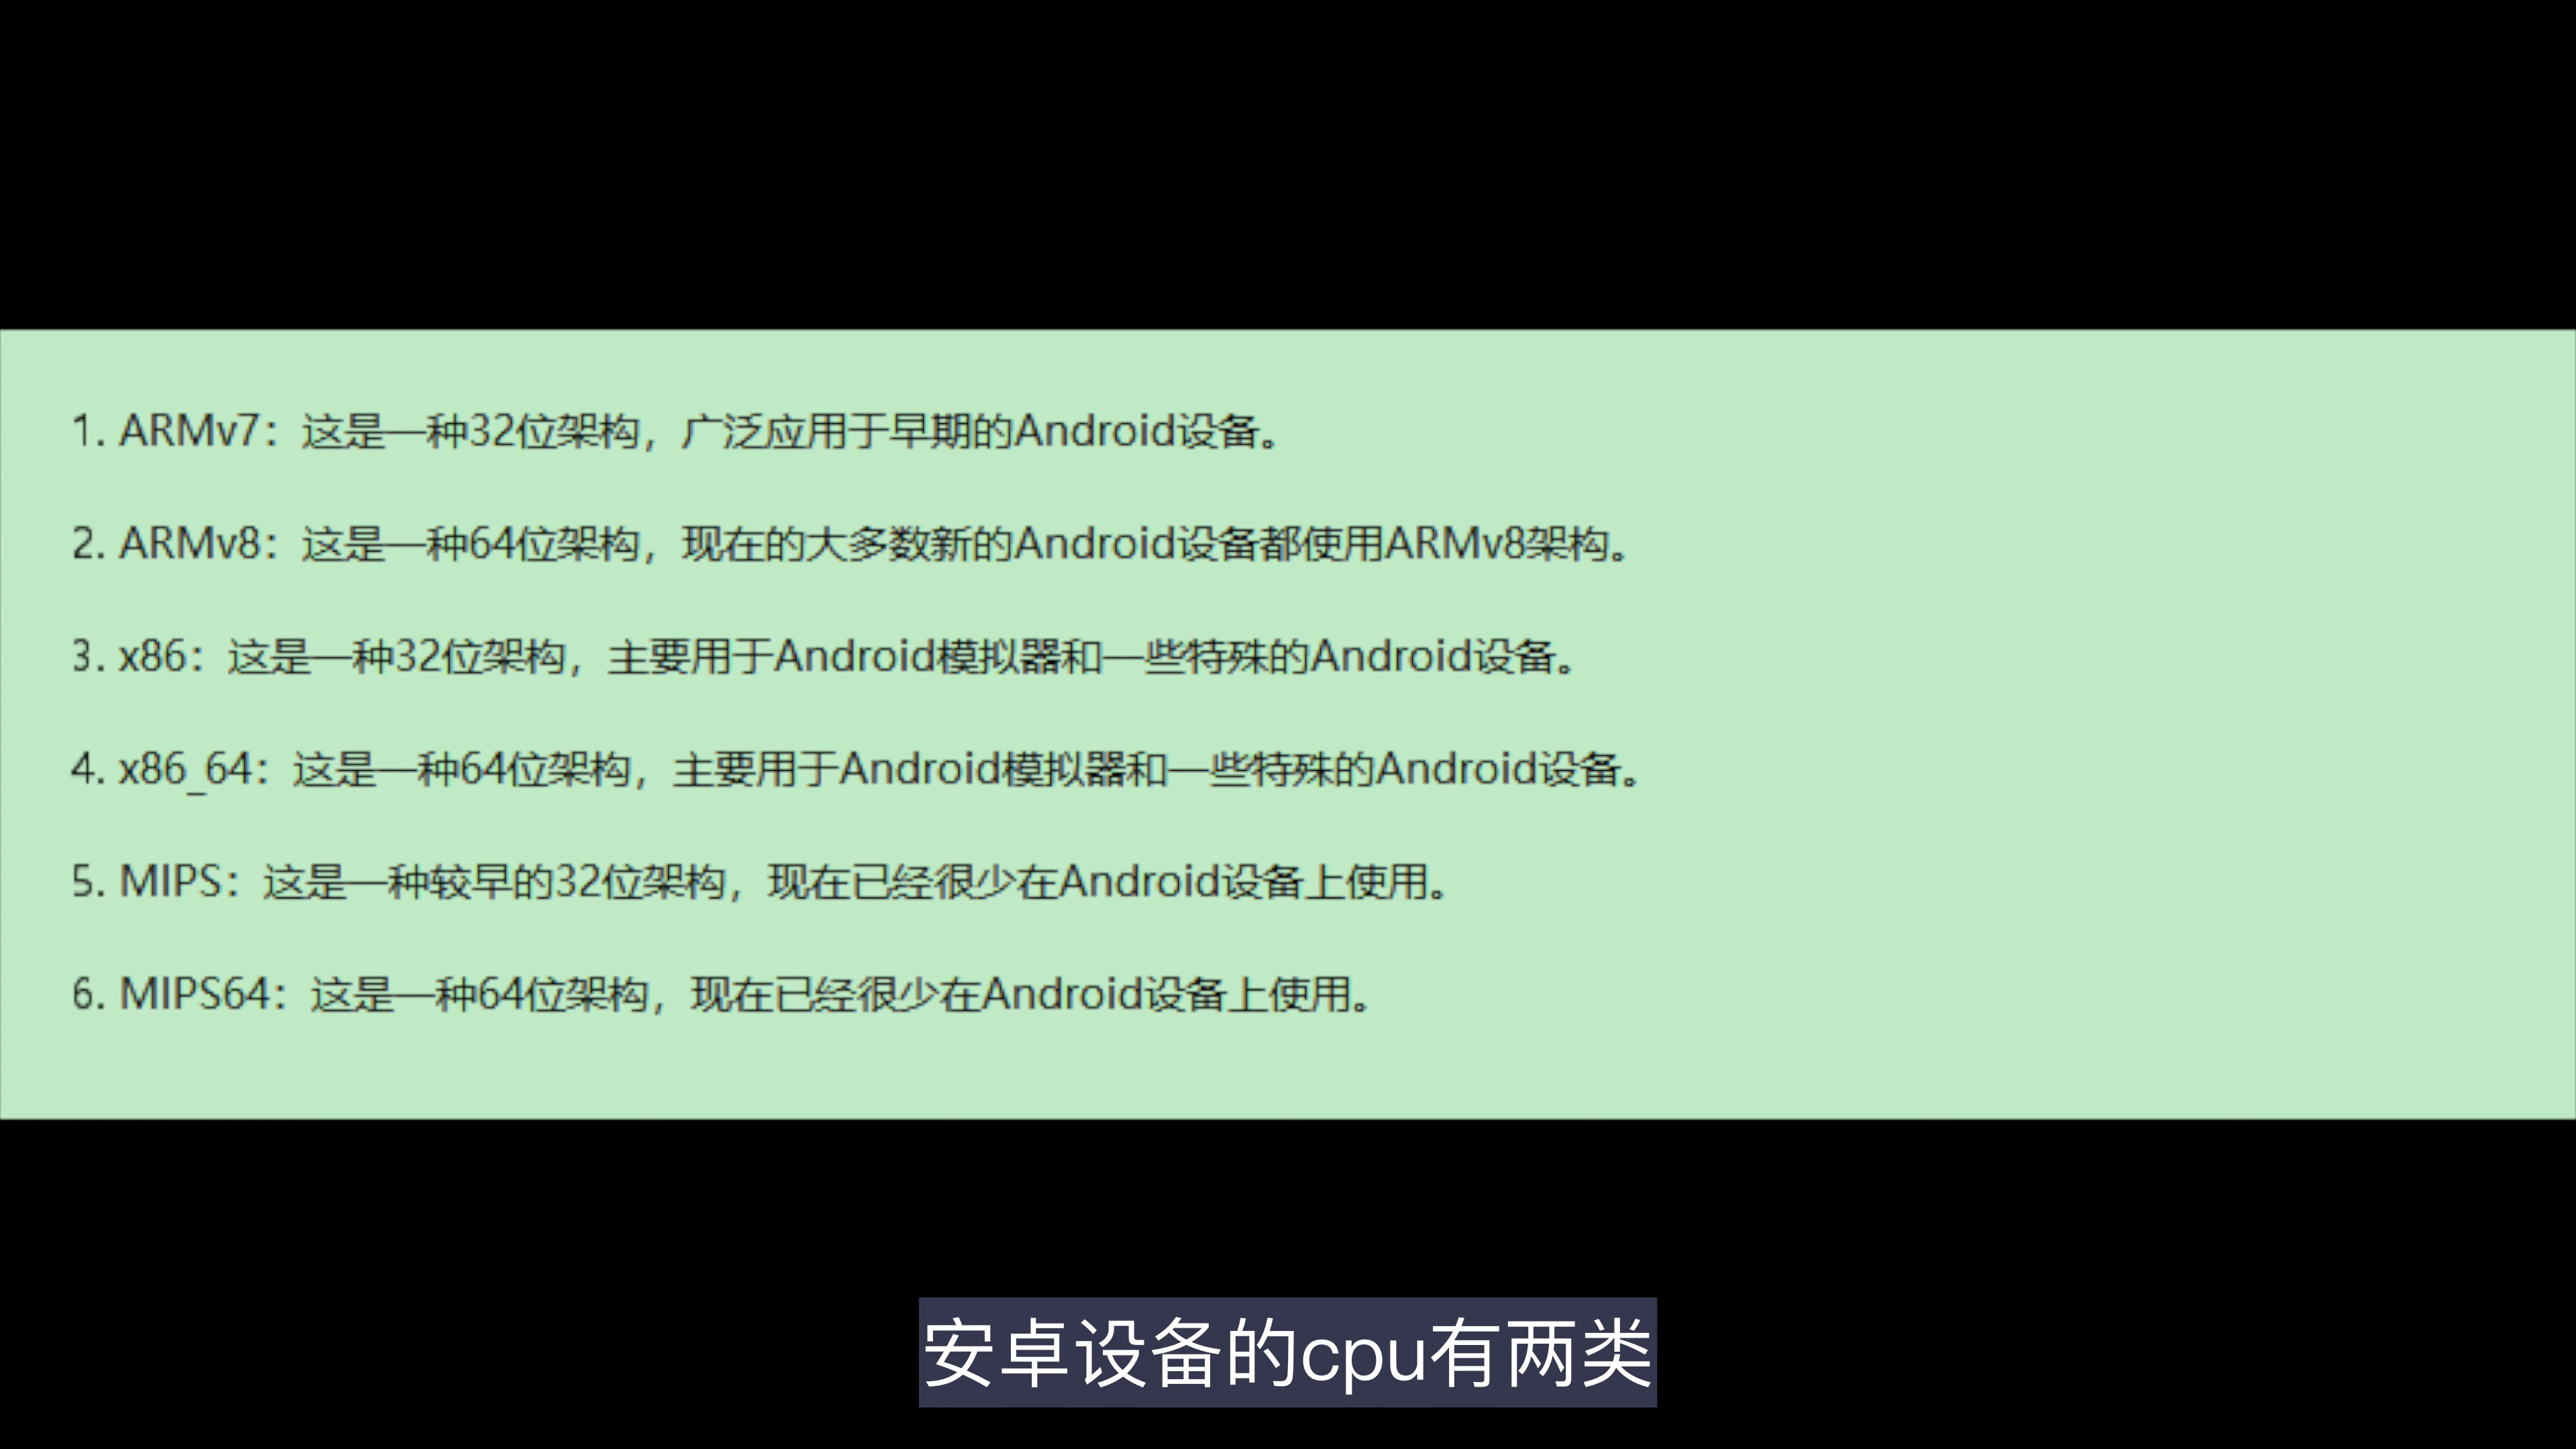 1. ARMv7：这是一种32位架构，广泛应用于早期的Android设备。
2. ARMv8：这是一种64位架构，现在的大多数新的Android设备都使用ARMv8架构。
3. x86：这是一种32位架构，主要用于Android模拟器和一些特殊的Android设备。
4. x86_64：这是一种64位架构，主要用于Android模拟器和一些特殊的Android设备。
5. MIPS：这是一种较早的32位架构，现在已经很少在Android设备上使用。
6. MIPS64：这是一种64位架构，现在已经很少在Android设备上使用。
安卓设备的cpu有两类